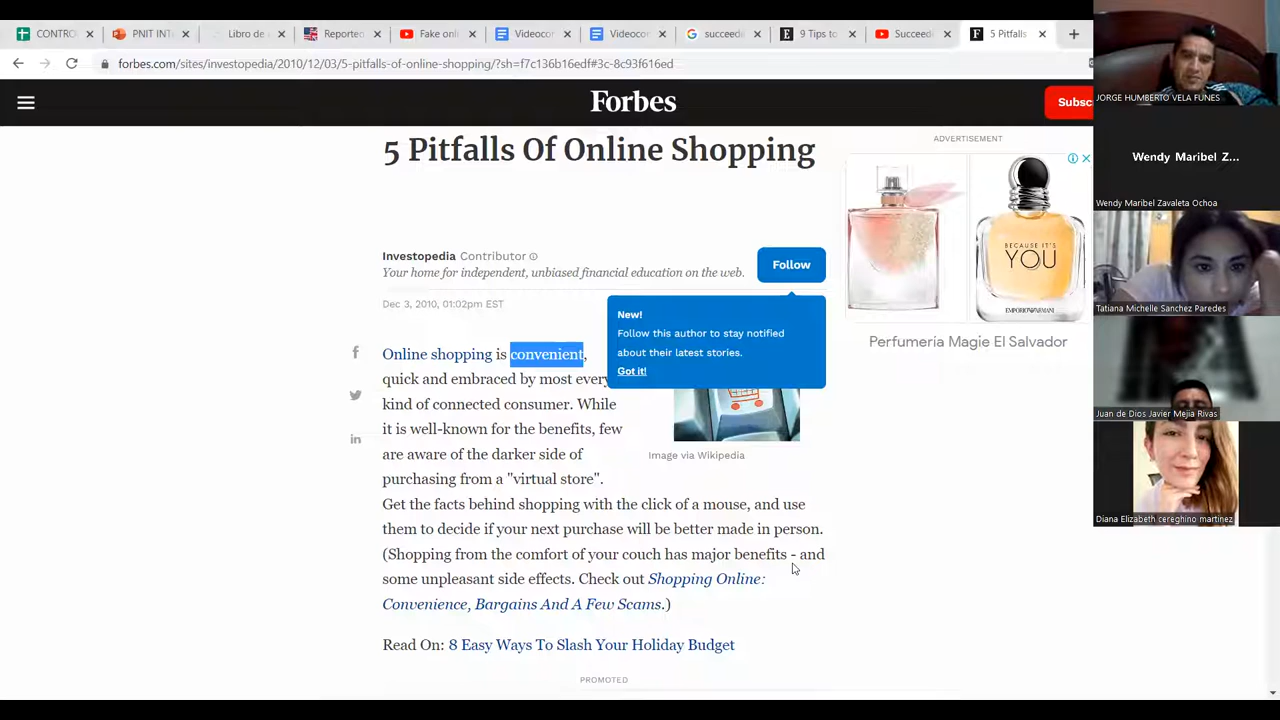 CONTRO
PNIT INT
Libro de
Reporteo
Fake onli
Videocor
Videocor
succeedi
9 Tips to
Succeed
5 Pitfalls
forbes.com/sites/investopedia/2010/12/03/5-pitfalls-of-online-shopping/?sh=f7c136b16edf#3c-8c93f616ed
Forbes
Subsc
5 Pitfalls Of Online Shopping
Investopedia Contributor
Your home for independent, unbiased financial education on the web.
Follow
Dec 3, 2010, 01:02pm EST
New!
Follow this author to stay notified
about their latest stories.
Got it!
Online shopping is convenient,
quick and embraced by most every
kind of connected consumer. While
it is well-known for the benefits, few
are aware of the darker side of
purchasing from a "virtual store".
Image via Wikipedia
Get the facts behind shopping with the click of a mouse, and use
them to decide if your next purchase will be better made in person.
(Shopping from the comfort of your couch has major benefits - and
some unpleasant side effects. Check out Shopping Online:
Convenience, Bargains And A Few Scams.)
Read On: 8 Easy Ways To Slash Your Holiday Budget
PROMOTED
ADVERTISEMENT
BECAUSE IT'S
YOU
EMPORIO ARMANI
Perfumería Magie El Salvador
JORGE HUMBERTO VELA FUNES
Wendy Maribel Z...
Wendy Maribel Zavaleta Ochoa
Tatiana Michelle Sanchez Paredes
Juan de Dios Javier Mejia Rivas
Diana Elizabeth cereghino martinez